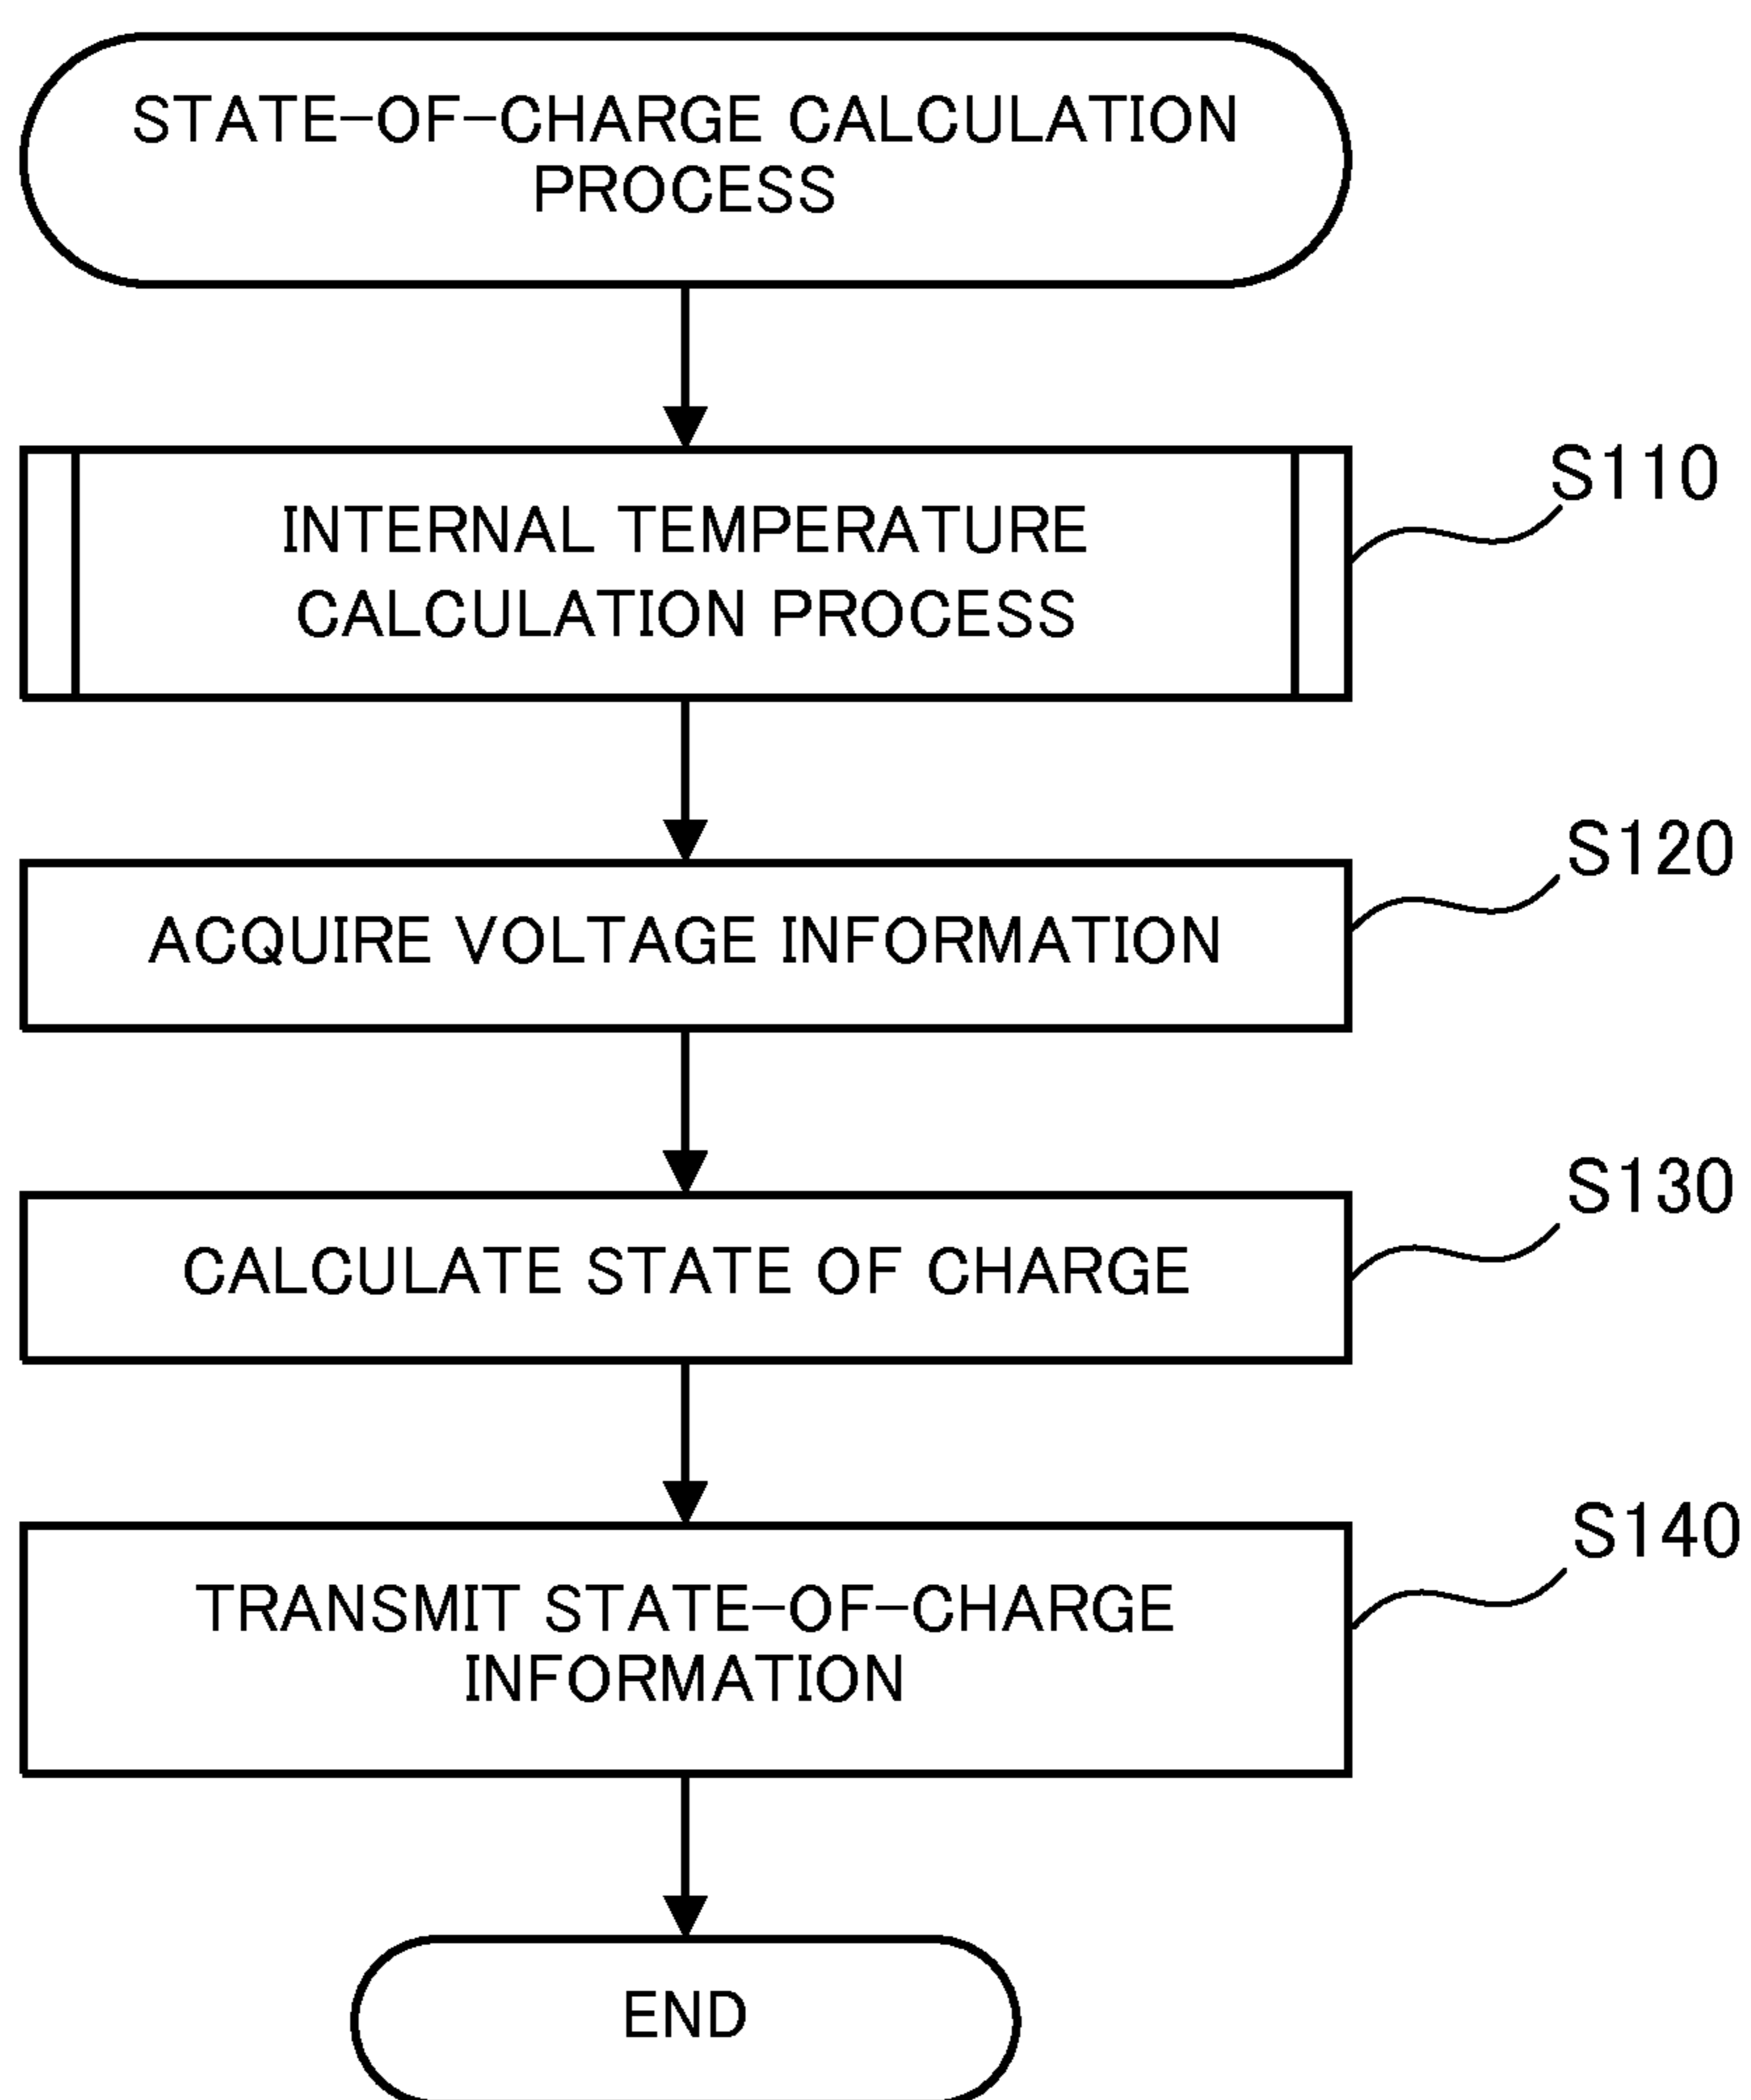 STATE-OF-CHARGE CALCULATION
PROCESS
INTERNAL TEMPERATURE
CALCULATION PROCESS
S110
ACQUIRE VOLTAGE INFORMATION
S120
CALCULATE STATE OF CHARGE
S130
TRANSMIT STATE-OF-CHARGE
INFORMATION
S140
END